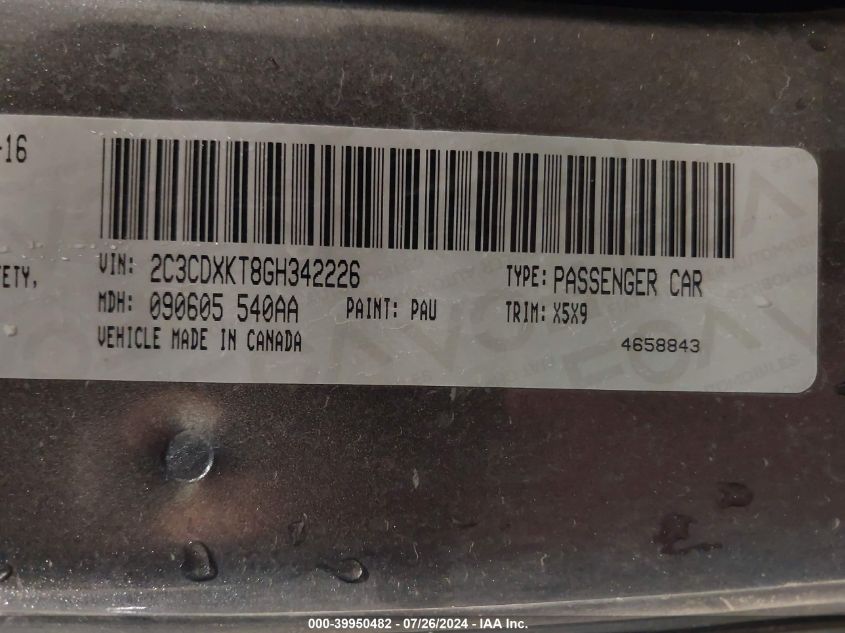 -16
VIN: 2C3CDXKT8GH342226 TYPE: PASSENGER CAR
ETY,
MDH: 090605 540AA PAINT: PAU TRIM: X5X9
VEHICLE MADE IN CANADA 4658843
000-39950482 - 07/26/2024 - IAA Inc.